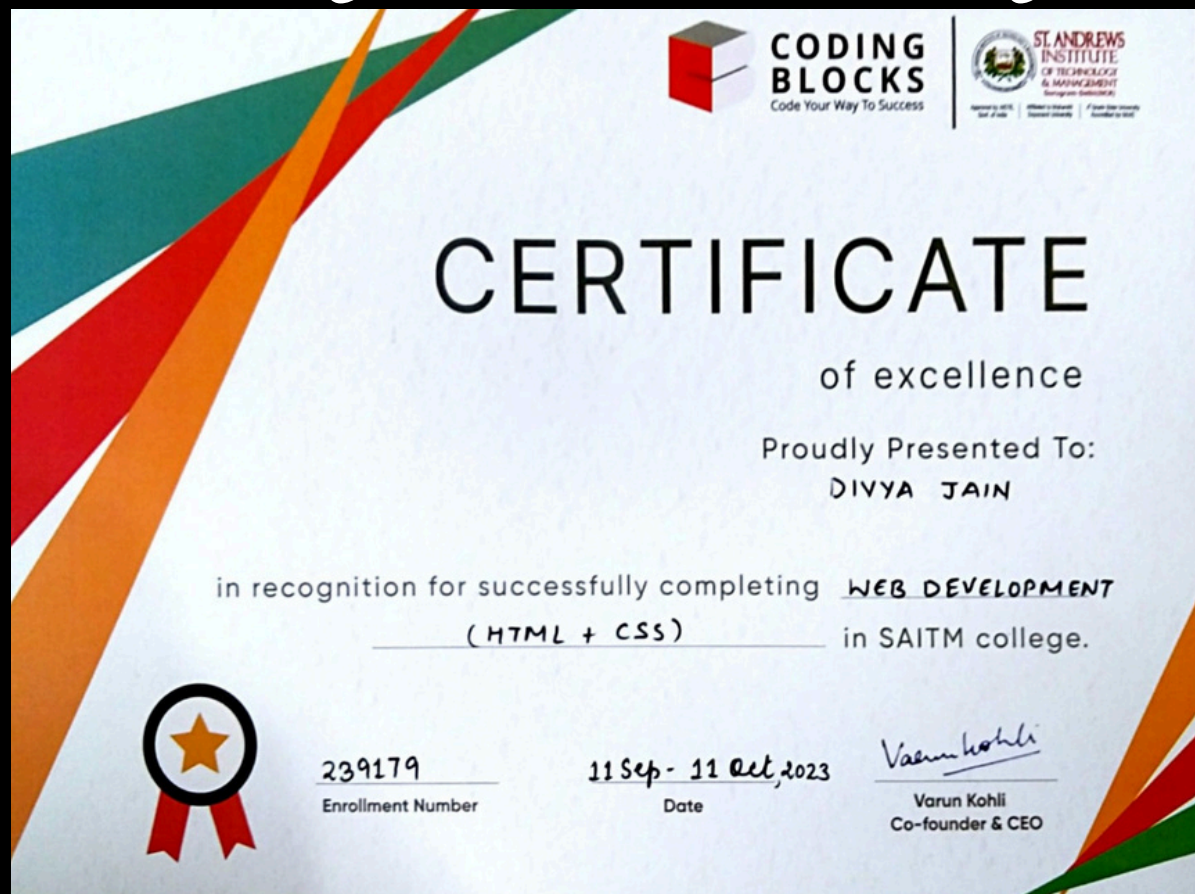 CODING
BLOCKS
Code Your Way To Success
ST. ANDREWS
INSTITUTE
OF TECHNOLOGY
& MANAGEMENT
CERTIFICATE
of excellence
Proudly Presented To:
DIVYA JAIN
in recognition for successfully completing WEB DEVELOPMENT
(HTML + CSS) in SAITM college.
239179
11 Sep - 11 Oct, 2023
Varun Kohli
Enrollment Number
Date
Varun Kohli
Co-founder & CEO